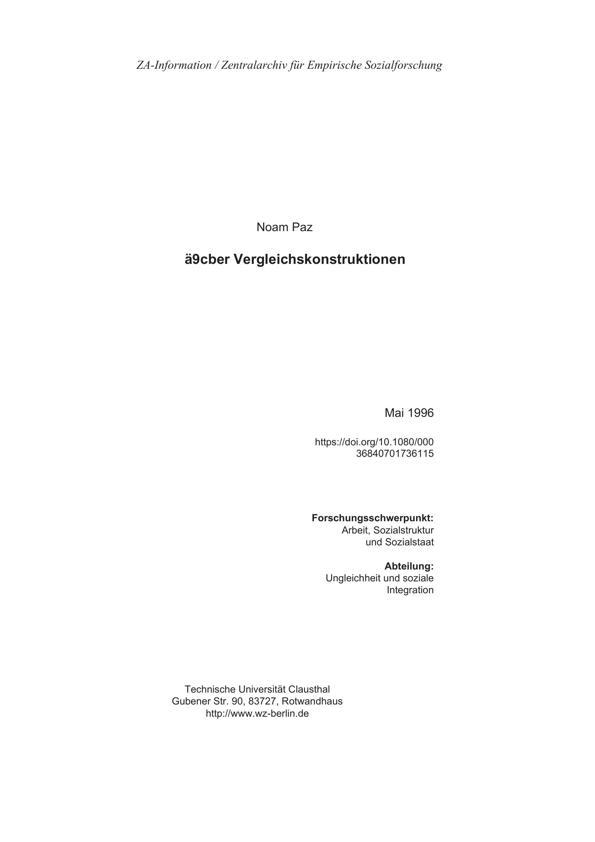 ZA-Information / Zentralarchiv für Empirische Sozialforschung
Noam Paz
ä9cber Vergleichskonstruktionen
Mai 1996
https://doi.org/10.1080/000
36840701736115
Forschungsschwerpunkt:
Arbeit, Sozialstruktur
und Sozialstaat
Abteilung:
Ungleichheit und soziale
Integration
Technische Universität Clausthal
Gubener Str. 90, 83727, Rotwandhaus
http://www.wz-berlin.de